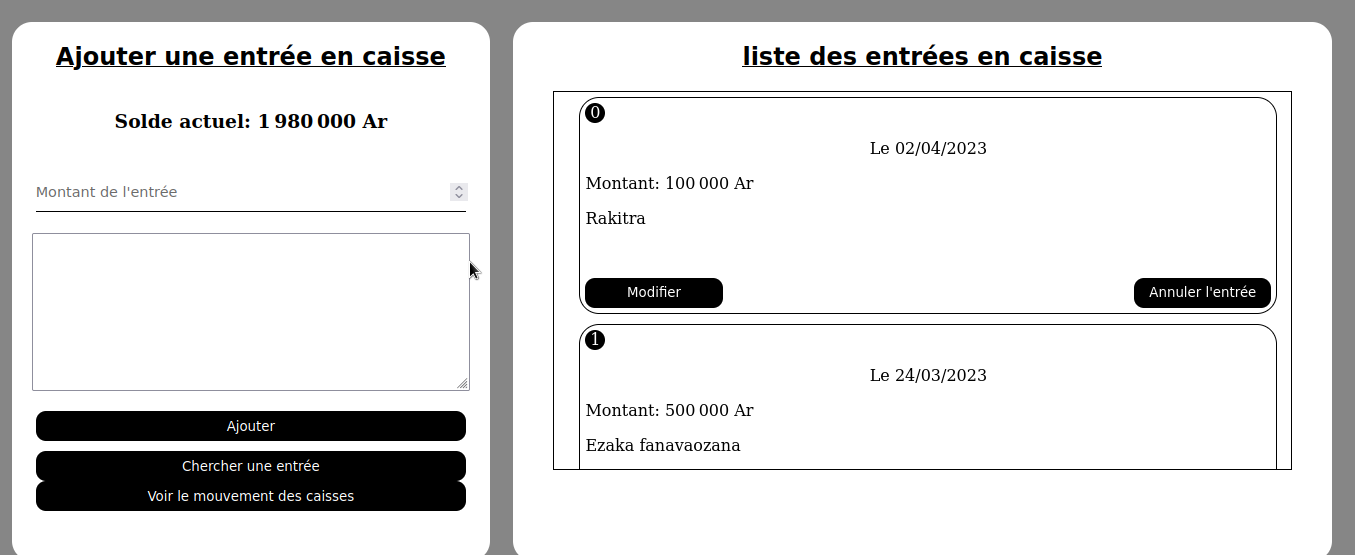 Ajouter une entrée en caisse
Solde actuel: 1 980 000 Ar
Montant de l'entrée
Ajouter
Chercher une entrée
Voir le mouvement des caisses
liste des entrées en caisse
0
Le 02/04/2023
Montant: 100 000 Ar
Rakitra
Modifier
Annuler l'entrée
1
Le 24/03/2023
Montant: 500 000 Ar
Ezaka fanavaozana